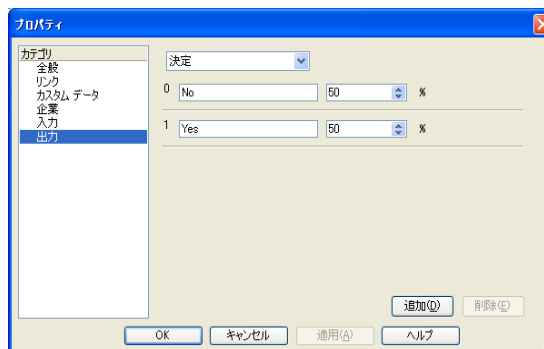 プロパティ
カテゴリ
全般
リンク
カスタム データ
企業
入力
出力
決定
0 No 50 %
1 Yes 50 %
追加(D) 削除(E)
OK キャンセル 適用(A) ヘルプ